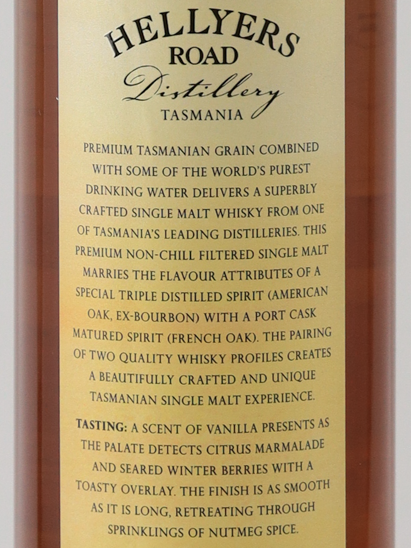 HELLYERS
ROAD
Distillery
TASMANIA
PREMIUM TASMANIAN GRAIN COMBINED
WITH SOME OF THE WORLD'S PUREST
DRINKING WATER DELIVERS A SUPERBLY
CRAFTED SINGLE MALT WHISKY FROM ONE
OF TASMANIA'S LEADING DISTILLERIES. THIS
PREMIUM NON-CHILL FILTERED SINGLE MALT
MARRIES THE FLAVOUR ATTRIBUTES OF A
SPECIAL TRIPLE DISTILLED SPIRIT (AMERICAN
OAK, EX-BOURBON) WITH A PORT CASK
MATURED SPIRIT (FRENCH OAK). THE PAIRING
OF TWO QUALITY WHISKY PROFILES CREATES
A BEAUTIFULLY CRAFTED AND UNIQUE
TASMANIAN SINGLE MALT EXPERIENCE.
TASTING: A SCENT OF VANILLA PRESENTS AS
THE PALATE DETECTS CITRUS MARMALADE
AND SEARED WINTER BERRIES WITH A
TOASTY OVERLAY. THE FINISH IS AS SMOOTH
AS IT IS LONG, RETREATING THROUGH
SPRINKLINGS OF NUTMEG SPICE.